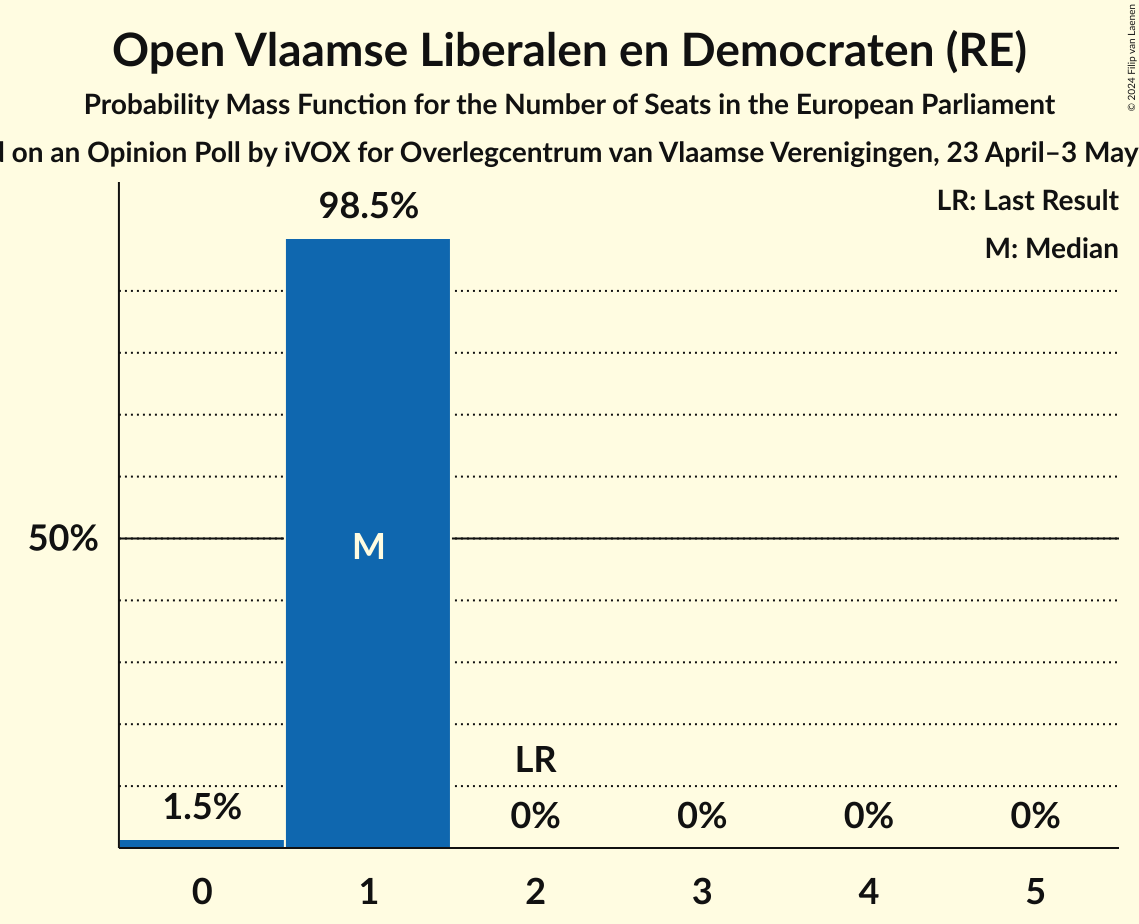 Open Vlaamse Liberalen en Democraten (RE)
Probability Mass Function for the Number of Seats in the European Parliament
on an Opinion Poll by iVOX for Overlegcentrum van Vlaamse Verenigingen, 23 April–3 May
© 2024 Filip van Laenen
LR: Last Result
M: Median
98.5%
50%
M
LR
1.5%
0%
0%
0%
0%
0
1
2
3
4
5